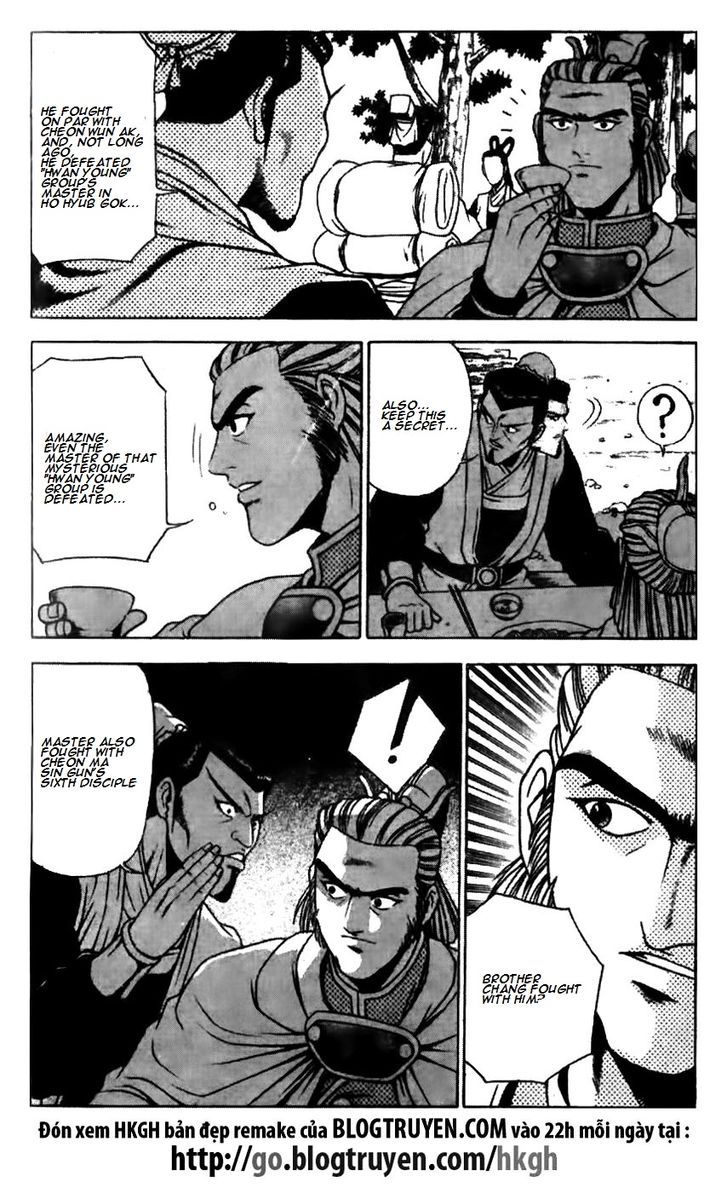 HE FOUGHT
ON PAR WITH
CHEON WUN AK,
AND, NOT LONG
AGO,
HE DEFEATED
"HWAN YOUNG"
GROUP'S
MASTER IN
HO HYUB GOK...
AMAZING,
EVEN THE
MASTER OF THAT
MYSTERIOUS
"HWAN YOUNG"
GROUP IS
DEFEATED...
ALSO...
KEEP THIS
A SECRET...
?
MASTER ALSO
FOUGHT WITH
CHEON MA
SIN GUN'S
SIXTH DISCIPLE
!
BROTHER
CHANG FOUGHT
WITH HIM?
Đón xem HKGH bản đẹp remake của BLOGTRUYEN.COM vào 22h mỗi ngày tại :
http://go.blogtruyen.com/hkgh